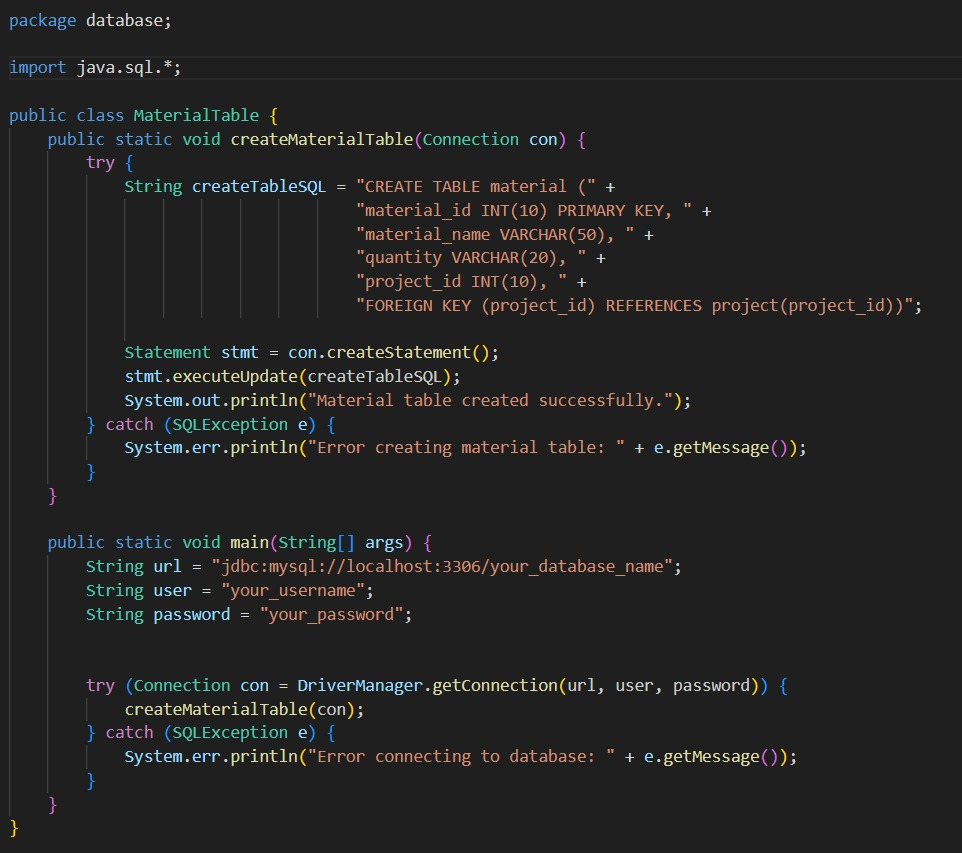 package database;
import java.sql.*;
public class MaterialTable {
public static void createMaterialTable(Connection con) {
try {
String createTableSQL = "CREATE TABLE material (" +
"material_id INT(10) PRIMARY KEY, " +
"material_name VARCHAR(50), " +
"quantity VARCHAR(20), " +
"project_id INT(10), " +
"FOREIGN KEY (project_id) REFERENCES project(project_id))";
Statement stmt = con.createStatement();
stmt.executeUpdate(createTableSQL);
System.out.println("Material table created successfully.");
} catch (SQLException e) {
System.err.println("Error creating material table: " + e.getMessage());
}
}
public static void main(String[] args) {
String url = "jdbc:mysql://localhost:3306/your_database_name";
String user = "your_username";
String password = "your_password";
try (Connection con = DriverManager.getConnection(url, user, password)) {
createMaterialTable(con);
} catch (SQLException e) {
System.err.println("Error connecting to database: " + e.getMessage());
}
}
}